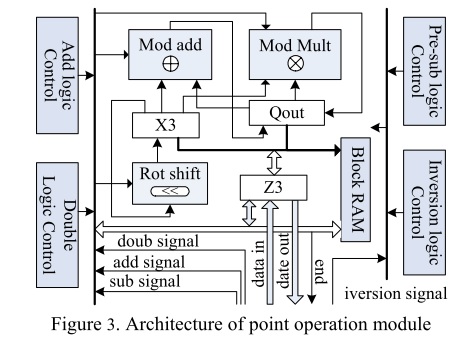 Add logic
Control
Mod add
Mod Mult
Pre-sub logic
Control
X3
Qout
Rot shift
<<
Z3
Block RAM
Double
Logic Control
Inversion logic
Control
doub signal
add signal
sub signal
data in
date out
end
iversion signal
Figure 3. Architecture of point operation module